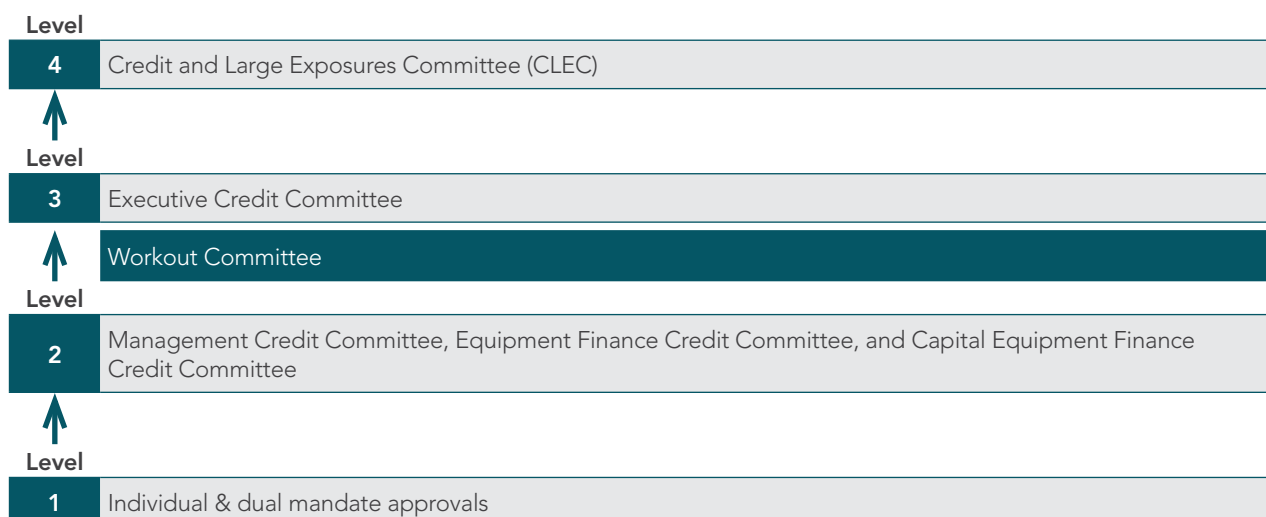 Level
4 Credit and Large Exposures Committee (CLEC)
Level
3 Executive Credit Committee
Workout Committee
Level
2 Management Credit Committee, Equipment Finance Credit Committee, and Capital Equipment Finance
Credit Committee
Level
1 Individual & dual mandate approvals